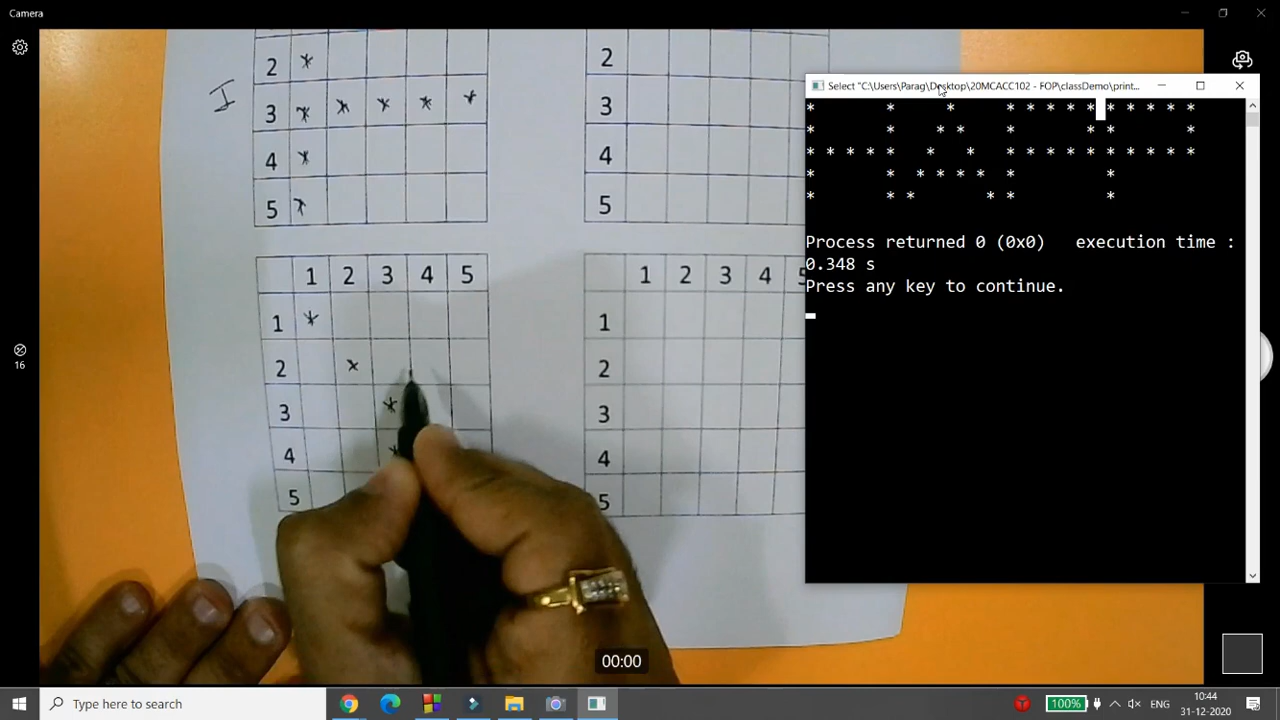 Camera
16
2 *
I 3 * * * * *
4 *
5 *
2
3
4
5
1 2 3 4 5
1 *
2 *
3 *
4 *
5
1 2 3 4 5
1
2
3
4
5
Select "C:\Users\Parag\Desktop\20MCACC102 - FOP\classDemo\print...
*       *     *     * * * * * * * * * *
*       *    * *    *       * *       *
* * * * *   *   *   * * * * * * * * * *
*       *  * * * *  *         *
*       * *       * *         *
Process returned 0 (0x0)   execution time :
0.348 s
Press any key to continue.
00:00
Type here to search
100%
ENG
10:44
31-12-2020